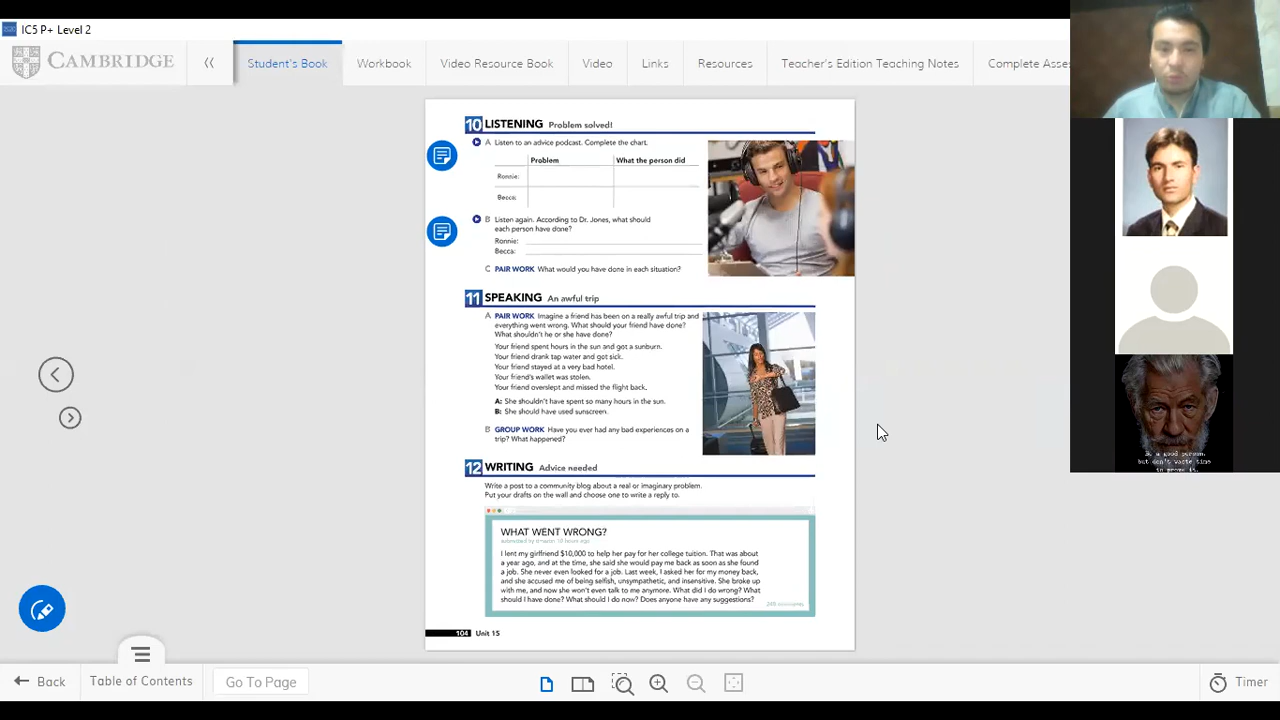 IC5 P+ Level 2
CAMBRIDGE
Student's Book
Workbook
Video Resource Book
Video
Links
Resources
Teacher's Edition Teaching Notes
Complete Asse
10 LISTENING Problem solved!
A Listen to an advice podcast. Complete the chart.
Problem What the person did
Ronnie:
Becca:
B Listen again. According to Dr. Jones, what should
each person have done?
Ronnie:
Becca:
C PAIR WORK What would you have done in each situation?
11 SPEAKING An awful trip
A PAIR WORK Imagine a friend has been on a really awful trip and
everything went wrong. What should your friend have done?
What shouldn't he or she have done?
Your friend spent hours in the sun and got a sunburn.
Your friend drank tap water and got sick.
Your friend stayed at a very bad hotel.
Your friend's wallet was stolen.
Your friend overslept and missed the flight back.
A: She shouldn't have spent so many hours in the sun.
B: She should have used sunscreen.
B GROUP WORK Have you ever had any bad experiences on a
trip? What happened?
12 WRITING Advice needed
Write a post to a community blog about a real or imaginary problem.
Put your drafts on the wall and choose one to write a reply to.
WHAT WENT WRONG?
I lent my girlfriend $10,000 to help her pay for her college tuition. That was about
a year ago, and at the time, she said she would pay me back as soon as she found
a job. She never even looked for a job. Last week, I asked her for my money back,
and she accused me of being selfish, unsympathetic, and insensitive. She broke up
with me, and now she won't even talk to me anymore. What did I do wrong? What
should I have done? What should I do now? Does anyone have any suggestions?
104 Unit 15
a good person,
but don't waste time
to prove it.
Back
Table of Contents
Go To Page
Timer